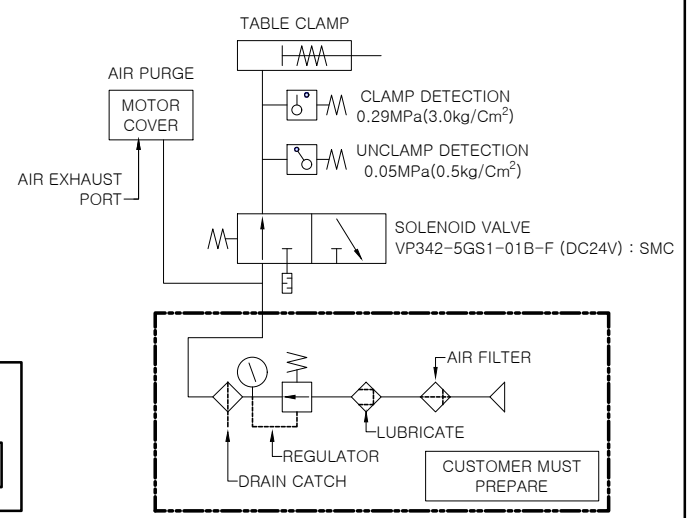 TABLE CLAMP
AIR PURGE
MOTOR
COVER
CLAMP DETECTION
0.29MPa(3.0kg/Cm²)
UNCLAMP DETECTION
0.05MPa(0.5kg/Cm²)
AIR EXHAUST
PORT
SOLENOID VALVE
VP342-5GS1-01B-F (DC24V) : SMC
AIR FILTER
LUBRICATE
REGULATOR
DRAIN CATCH
CUSTOMER MUST
PREPARE